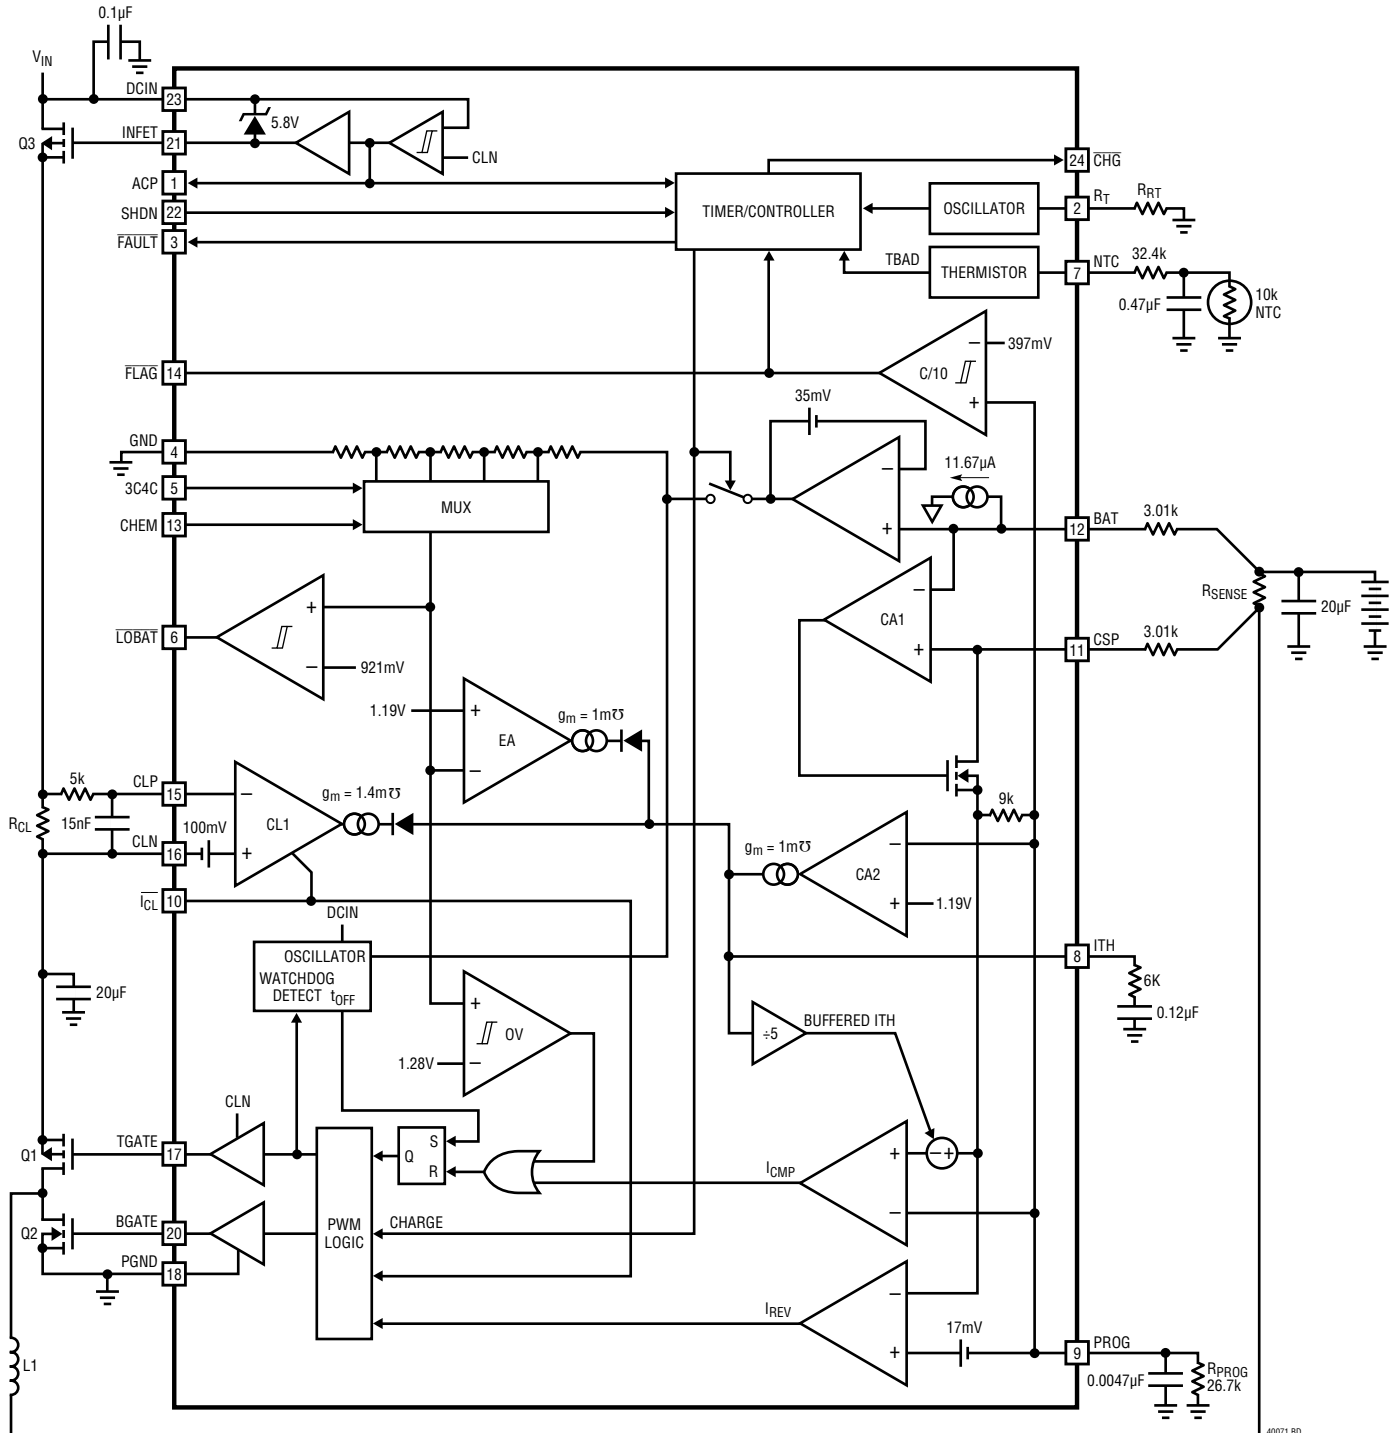 0.1µF
VIN
DCIN
23
5.8V
INFET
21
Q3
CLN
ACP
1
SHDN
22
FAULT
3
TIMER/CONTROLLER
24
CHG
OSCILLATOR
2
RT
RRT
TBAD
THERMISTOR
7
NTC
32.4k
0.47µF
10k
NTC
397mV
C/10
FLAG
14
35mV
GND
4
3C4C
5
CHEM
13
MUX
11.67µA
BAT
12
3.01k
RSENSE
20µF
CA1
CSP
11
3.01k
LOBAT
6
921mV
1.19V
EA
gm = 1m℧
5k
CLP
15
gm = 1.4m℧
RCL
15nF
100mV
CL1
CLN
16
9k
gm = 1m℧
CA2
1.19V
ICL
10
DCIN
OSCILLATOR
WATCHDOG
DETECT tOFF
ITH
8
6K
0.12µF
20µF
OV
1.28V
÷5
BUFFERED ITH
CLN
TGATE
17
Q1
S
Q
R
ICMP
BGATE
20
Q2
PWM
LOGIC
CHARGE
PGND
18
IREV
17mV
PROG
9
L1
0.0047µF
RPROG
26.7k
40071 BD